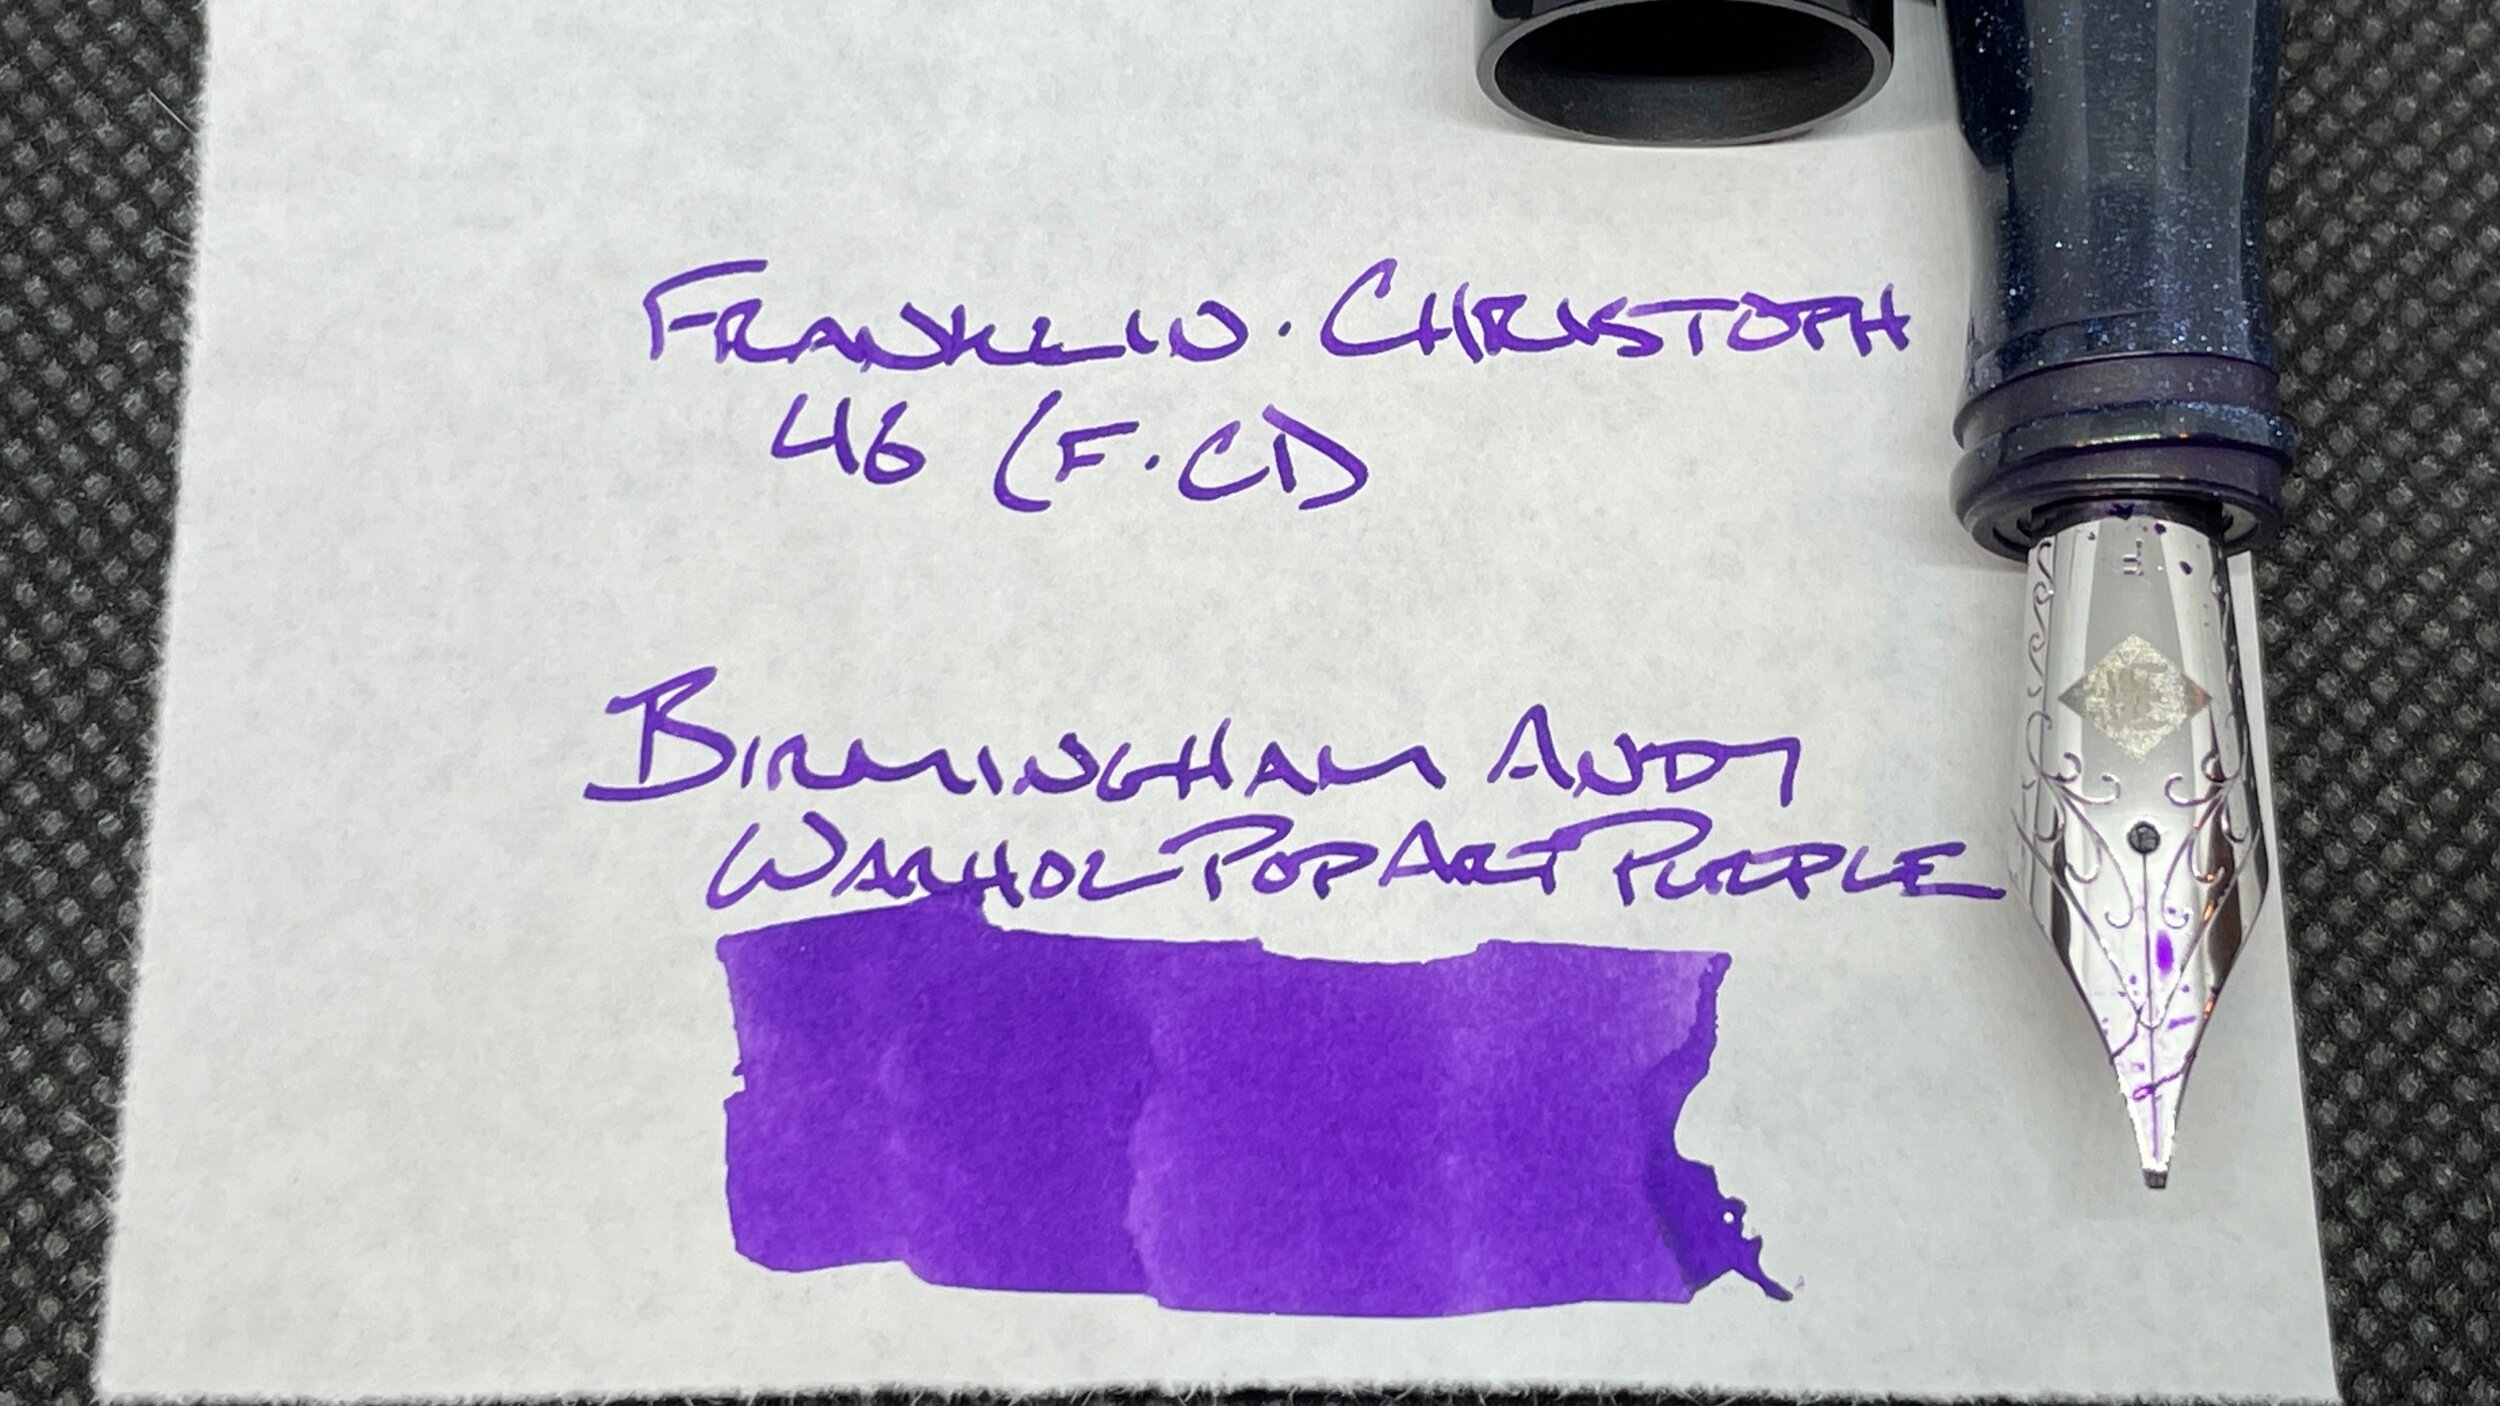 FRANKLIN-CHRISTOPH
46 (F-CI)
BIRMINGHAM ANDY
WARHOL POP ART PURPLE
F